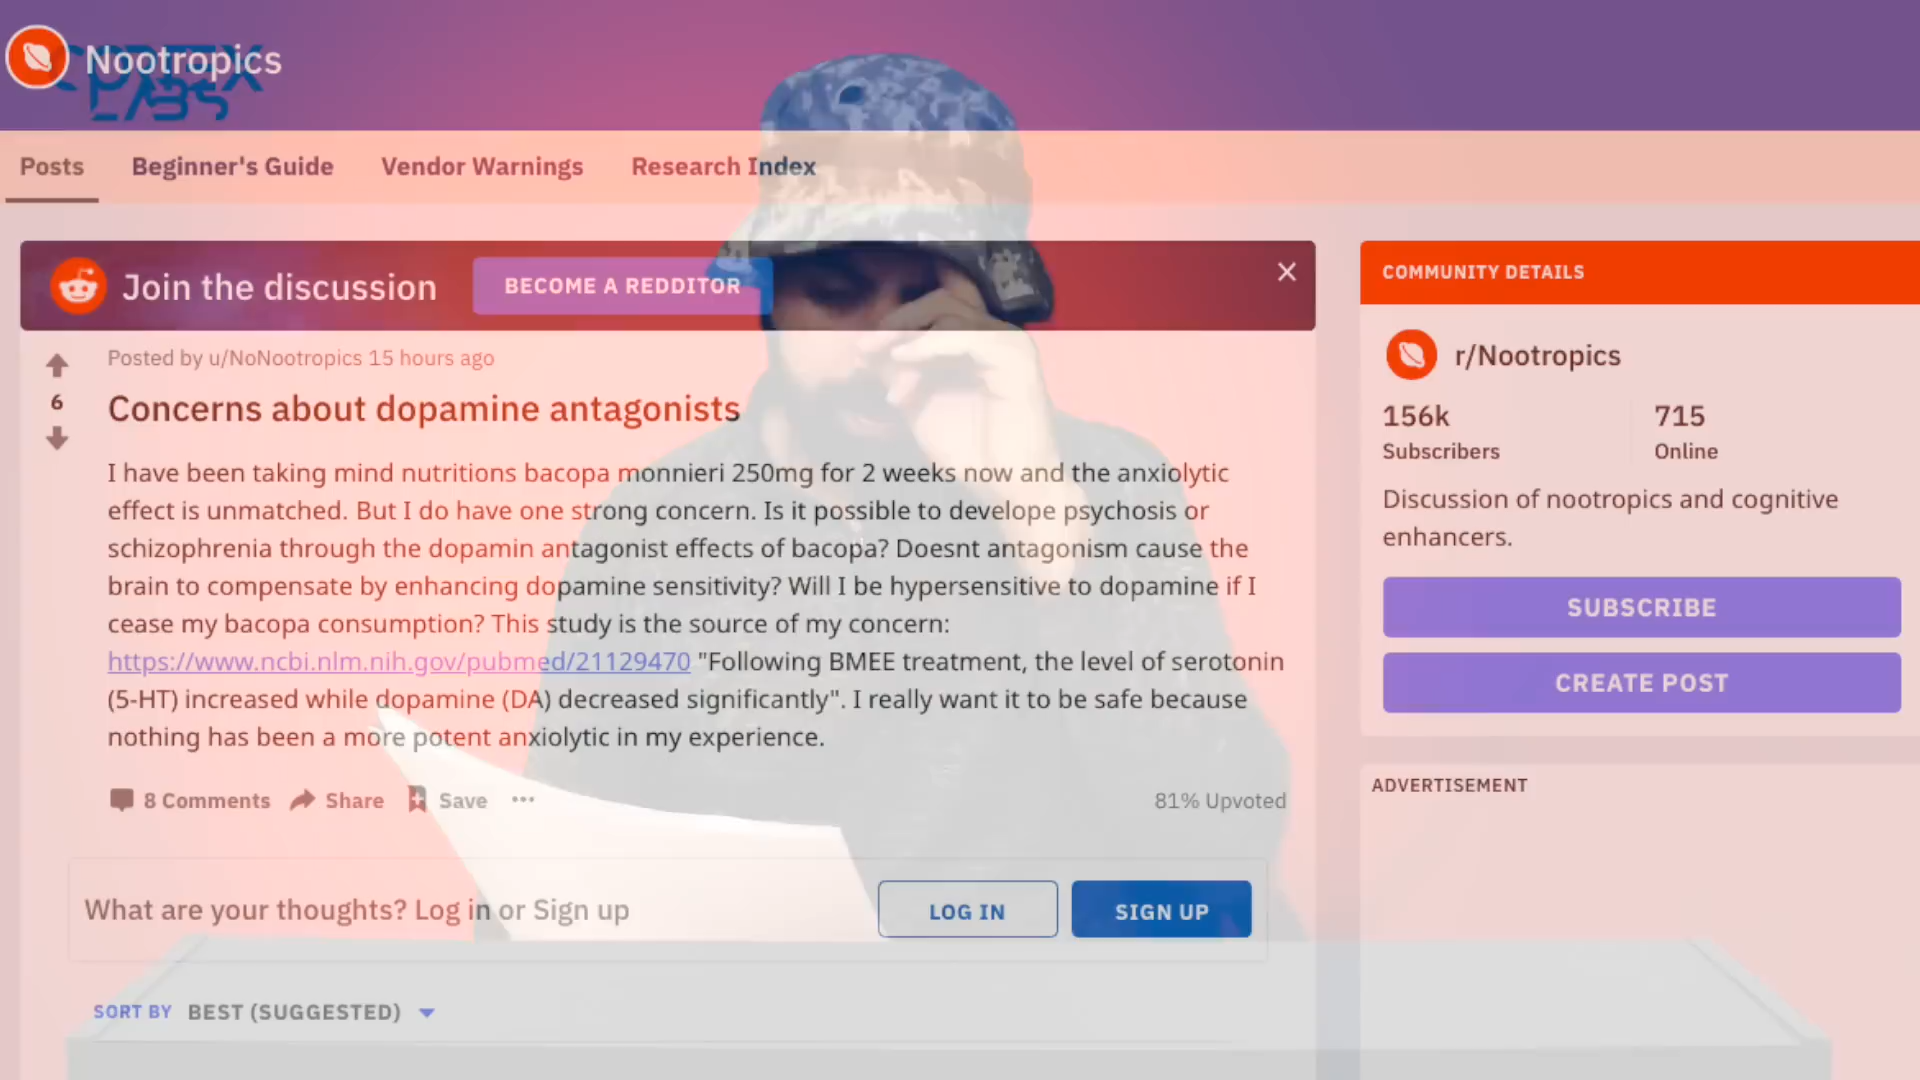 Nootropics
CORTEX
LABS
Posts Beginner's Guide Vendor Warnings Research Index
Join the discussion BECOME A REDDITOR
Posted by u/NoNootropics 15 hours ago
6
Concerns about dopamine antagonists
I have been taking mind nutritions bacopa monnieri 250mg for 2 weeks now and the anxiolytic
effect is unmatched. But I do have one strong concern. Is it possible to develope psychosis or
schizophrenia through the dopamin antagonist effects of bacopa? Doesnt antagonism cause the
brain to compensate by enhancing dopamine sensitivity? Will I be hypersensitive to dopamine if I
cease my bacopa consumption? This study is the source of my concern:
https://www.ncbi.nlm.nih.gov/pubmed/21129470 "Following BMEE treatment, the level of serotonin
(5-HT) increased while dopamine (DA) decreased significantly". I really want it to be safe because
nothing has been a more potent anxiolytic in my experience.
8 Comments Share Save ••• 81% Upvoted
What are your thoughts? Log in or Sign up LOG IN SIGN UP
SORT BY BEST (SUGGESTED)
COMMUNITY DETAILS
r/Nootropics
156k 715
Subscribers Online
Discussion of nootropics and cognitive
enhancers.
SUBSCRIBE
CREATE POST
ADVERTISEMENT